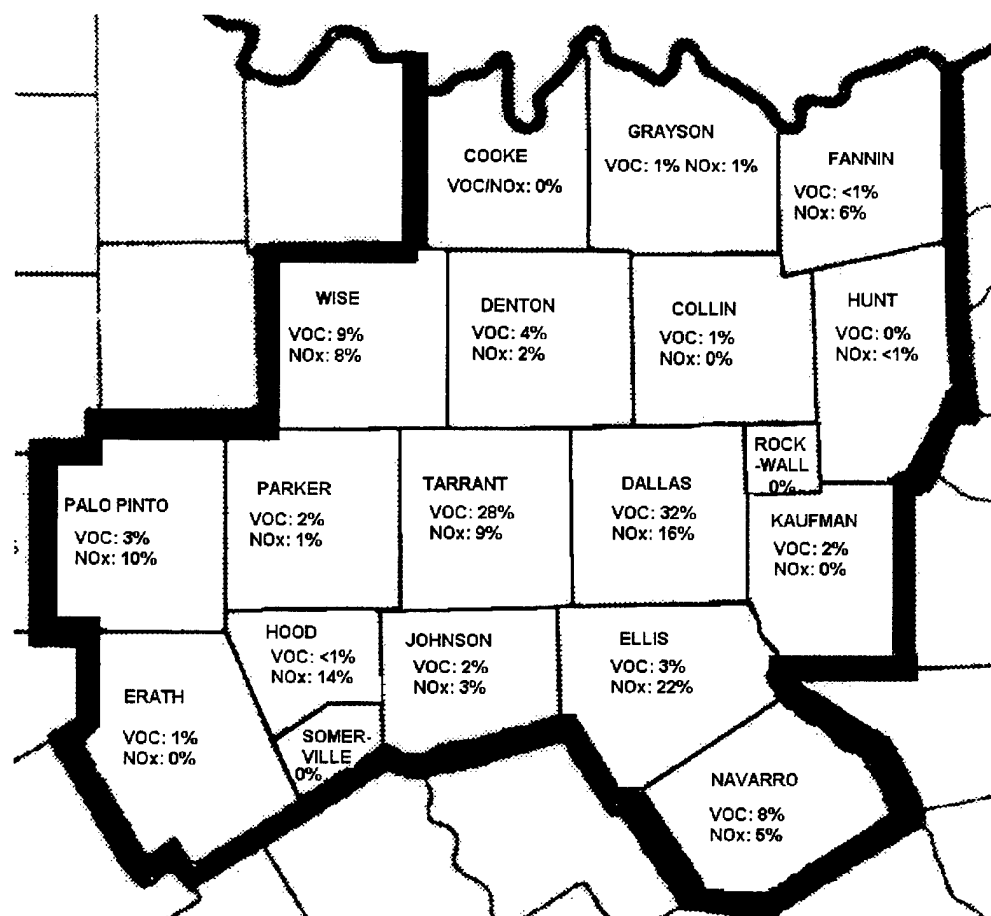 COOKE
VOC/NOx: 0%
GRAYSON
VOC: 1% NOx: 1%
FANNIN
VOC: <1%
NOx: 6%
WISE
VOC: 9%
NOx: 8%
DENTON
VOC: 4%
NOx: 2%
COLLIN
VOC: 1%
NOx: 0%
HUNT
VOC: 0%
NOx: <1%
PALO PINTO
VOC: 3%
NOx: 10%
PARKER
VOC: 2%
NOx: 1%
TARRANT
VOC: 28%
NOx: 9%
DALLAS
VOC: 32%
NOx: 16%
ROCK
-WALL
0%
KAUFMAN
VOC: 2%
NOx: 0%
ERATH
VOC: 1%
NOx: 0%
HOOD
VOC: <1%
NOx: 14%
SOMER-
VILLE
0%
JOHNSON
VOC: 2%
NOx: 3%
ELLIS
VOC: 3%
NOx: 22%
NAVARRO
VOC: 8%
NOx: 5%